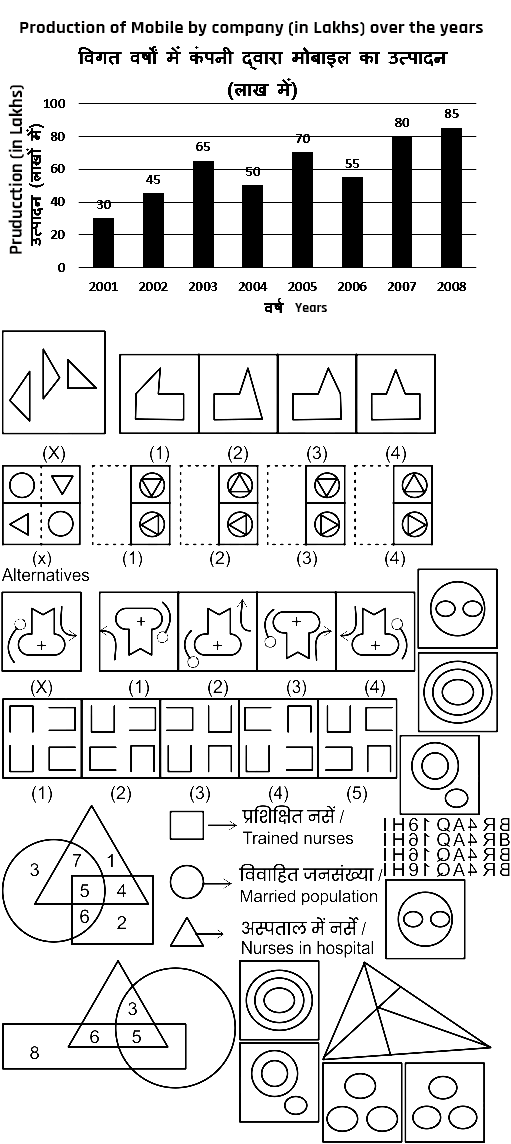 Production of Mobile by company (in Lakhs) over the years
विगत वर्षों में कंपनी द्वारा मोबाइल का उत्पादन
(लाख में)
Pruducction (in Lakhs)
उत्पादन (लाखों में)
100
80
60
40
20
0
30
45
65
50
70
55
80
85
2001 2002 2003 2004 2005 2006 2007 2008
वर्ष Years
(X) (1) (2) (3) (4)
(x) (1) (2) (3) (4)
Alternatives
(X) (1) (2) (3) (4)
(1) (2) (3) (4) (5)
प्रशिक्षित नर्से /
Trained nurses
विवाहित जनसंख्या /
Married population
अस्पताल में नर्से /
Nurses in hospital
3 7 1
5 4
6 2
3
6 5
8